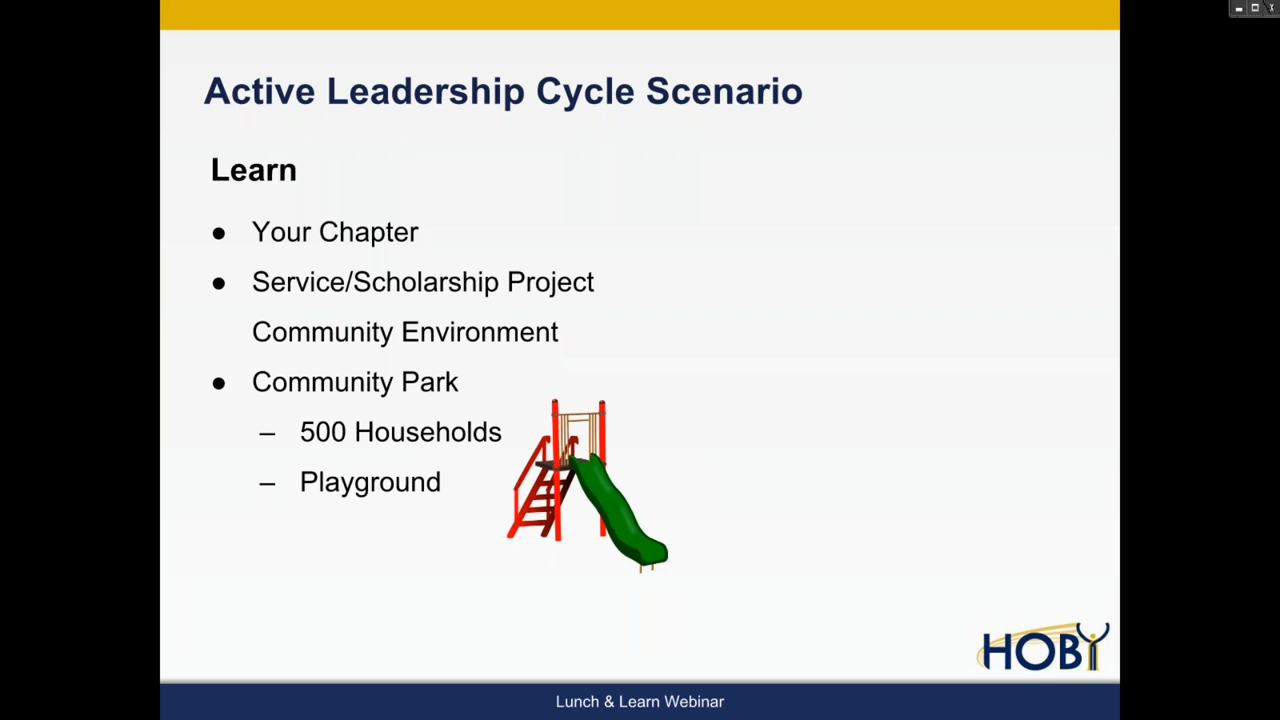 Active Leadership Cycle Scenario
Learn
● Your Chapter
● Service/Scholarship Project
Community Environment
● Community Park
– 500 Households
– Playground
HOBY
Lunch & Learn Webinar